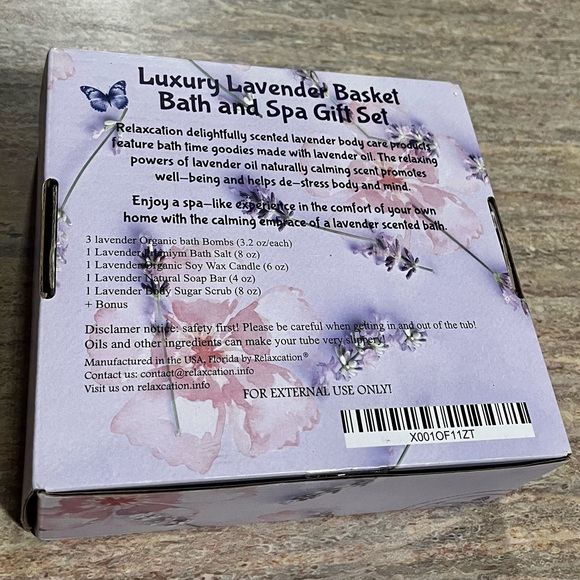 Luxury Lavender Basket
Bath and Spa Gift Set
Relaxcation delightfully scented lavender body care products
feature bath time goodies made with lavender oil. The relaxing
powers of lavender oil naturally calming scent promotes
well-being and helps de-stress body and mind.
Enjoy a spa-like experience in the comfort of your own
home with the calming embrace of a lavender scented bath.
3 lavender Organic bath Bombs (3.2 oz/each)
1 Lavender Bath Salt (8 oz)
1 Lavender Organic Soy Wax Candle (6 oz)
1 Lavender Natural Soap Bar (4 oz)
1 Lavender Body Sugar Scrub (8 oz)
+ Bonus
Disclamer notice: safety first! Please be careful when getting in and out of the tub!
Oils and other ingredients can make your tube very slippery!
Manufactured in the USA, Florida by Relaxcation®
Contact us: contact@relaxcation.info
Visit us on relaxcation.info
FOR EXTERNAL USE ONLY!
X001OF11ZT